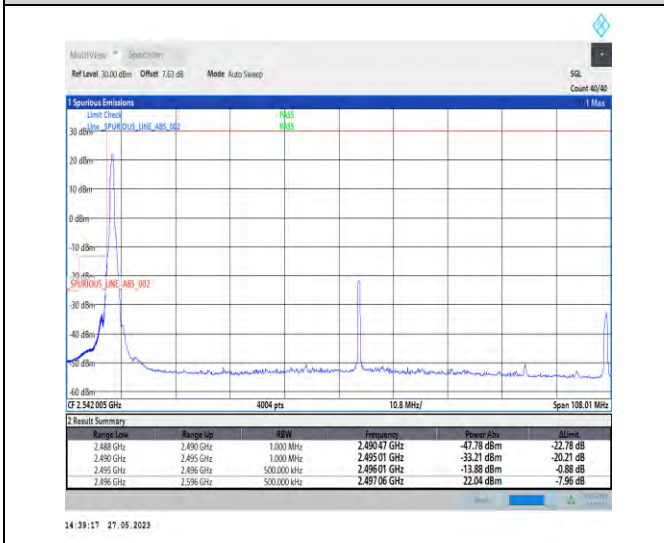 MultiView Spectrum
Ref Level 30.00 dBm Offset 7.63 dB Mode Auto Sweep SGL
Count 40/40
1 Spurious Emissions 1 Max
Limit Check PASS
Line _SPURIOUS_LINE_ABS_002 PASS
30 dBm
20 dBm
10 dBm
0 dBm
-10 dBm
-20 dBm
_SPURIOUS_LINE_ABS_002
-30 dBm
-40 dBm
-50 dBm
-60 dBm
CF 2.542 005 GHz 4004 pts 10.8 MHz/ Span 108.01 MHz
2 Result Summary
Range Low Range Up RBW Frequency Power Abs ΔLimit
2.488 GHz 2.490 GHz 1.000 MHz 2.490 47 GHz -47.78 dBm -22.78 dB
2.490 GHz 2.495 GHz 1.000 MHz 2.495 01 GHz -33.21 dBm -20.21 dB
2.495 GHz 2.496 GHz 500.000 kHz 2.496 01 GHz -13.88 dBm -0.88 dB
2.496 GHz 2.596 GHz 500.000 kHz 2.497 06 GHz 22.04 dBm -7.96 dB
14:39:17 27.05.2023